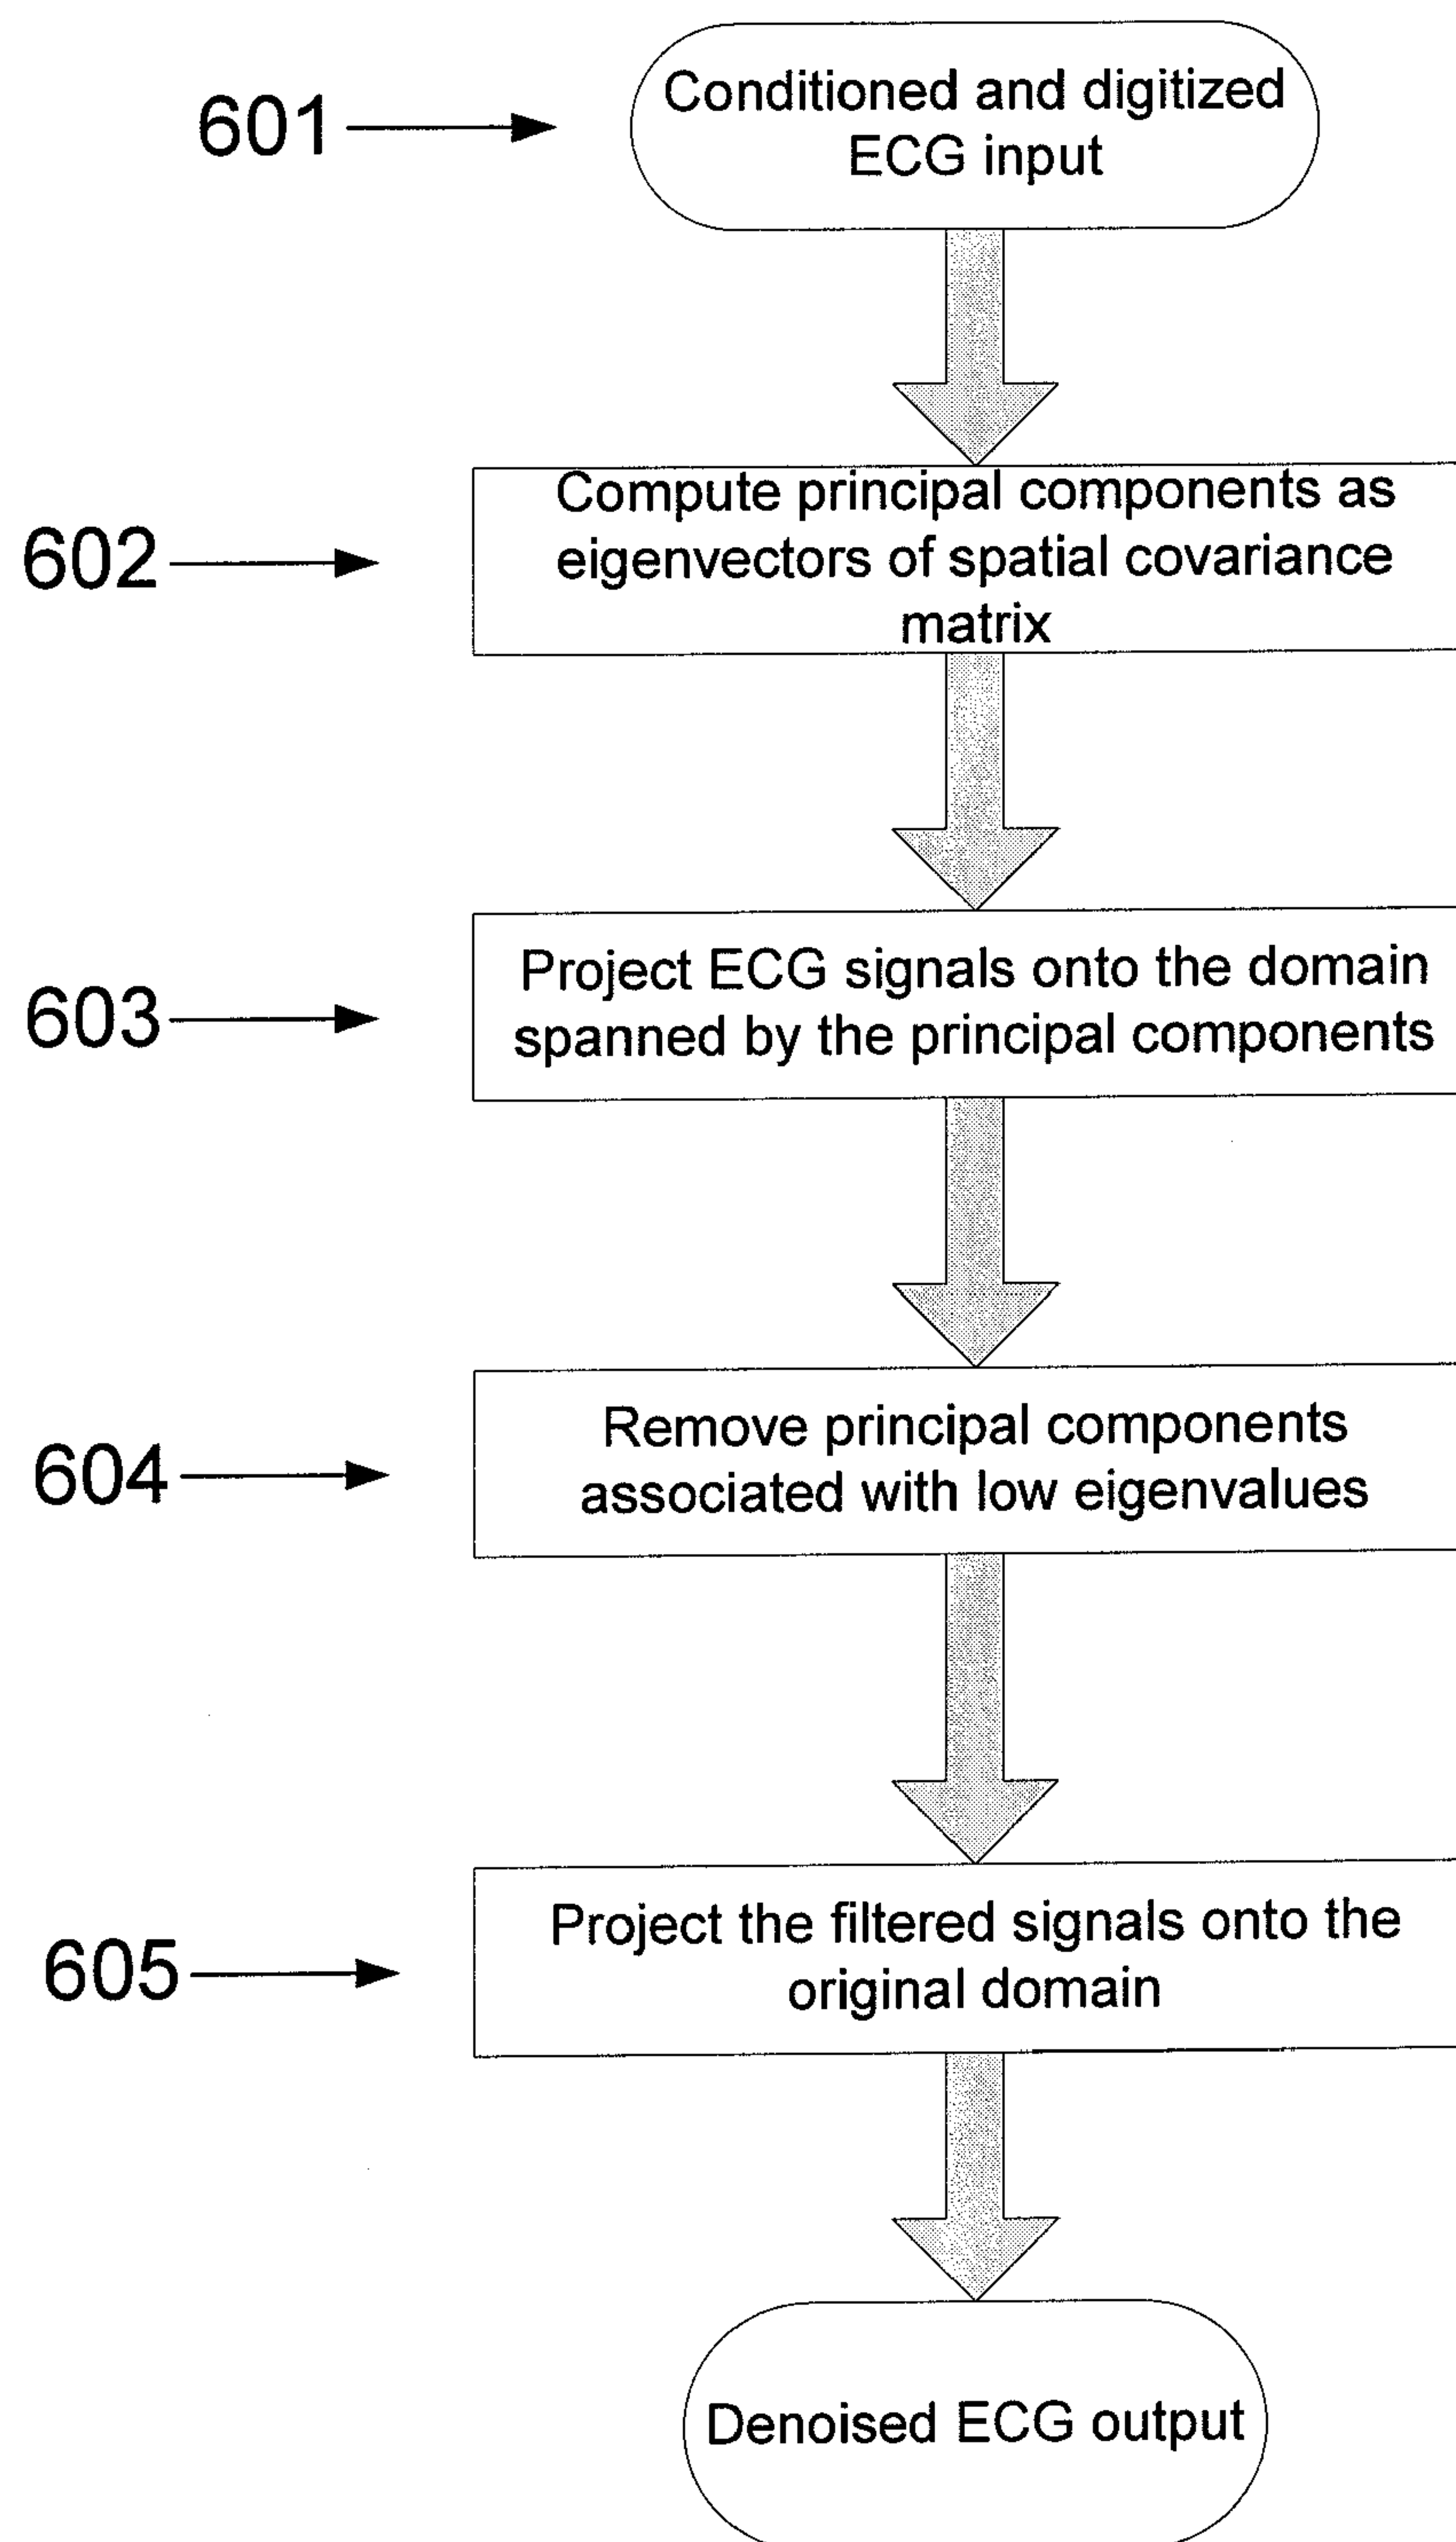 601
Conditioned and digitized
ECG input
602
Compute principal components as
eigenvectors of spatial covariance
matrix
603
Project ECG signals onto the domain
spanned by the principal components
604
Remove principal components
associated with low eigenvalues
605
Project the filtered signals onto the
original domain
Denoised ECG output